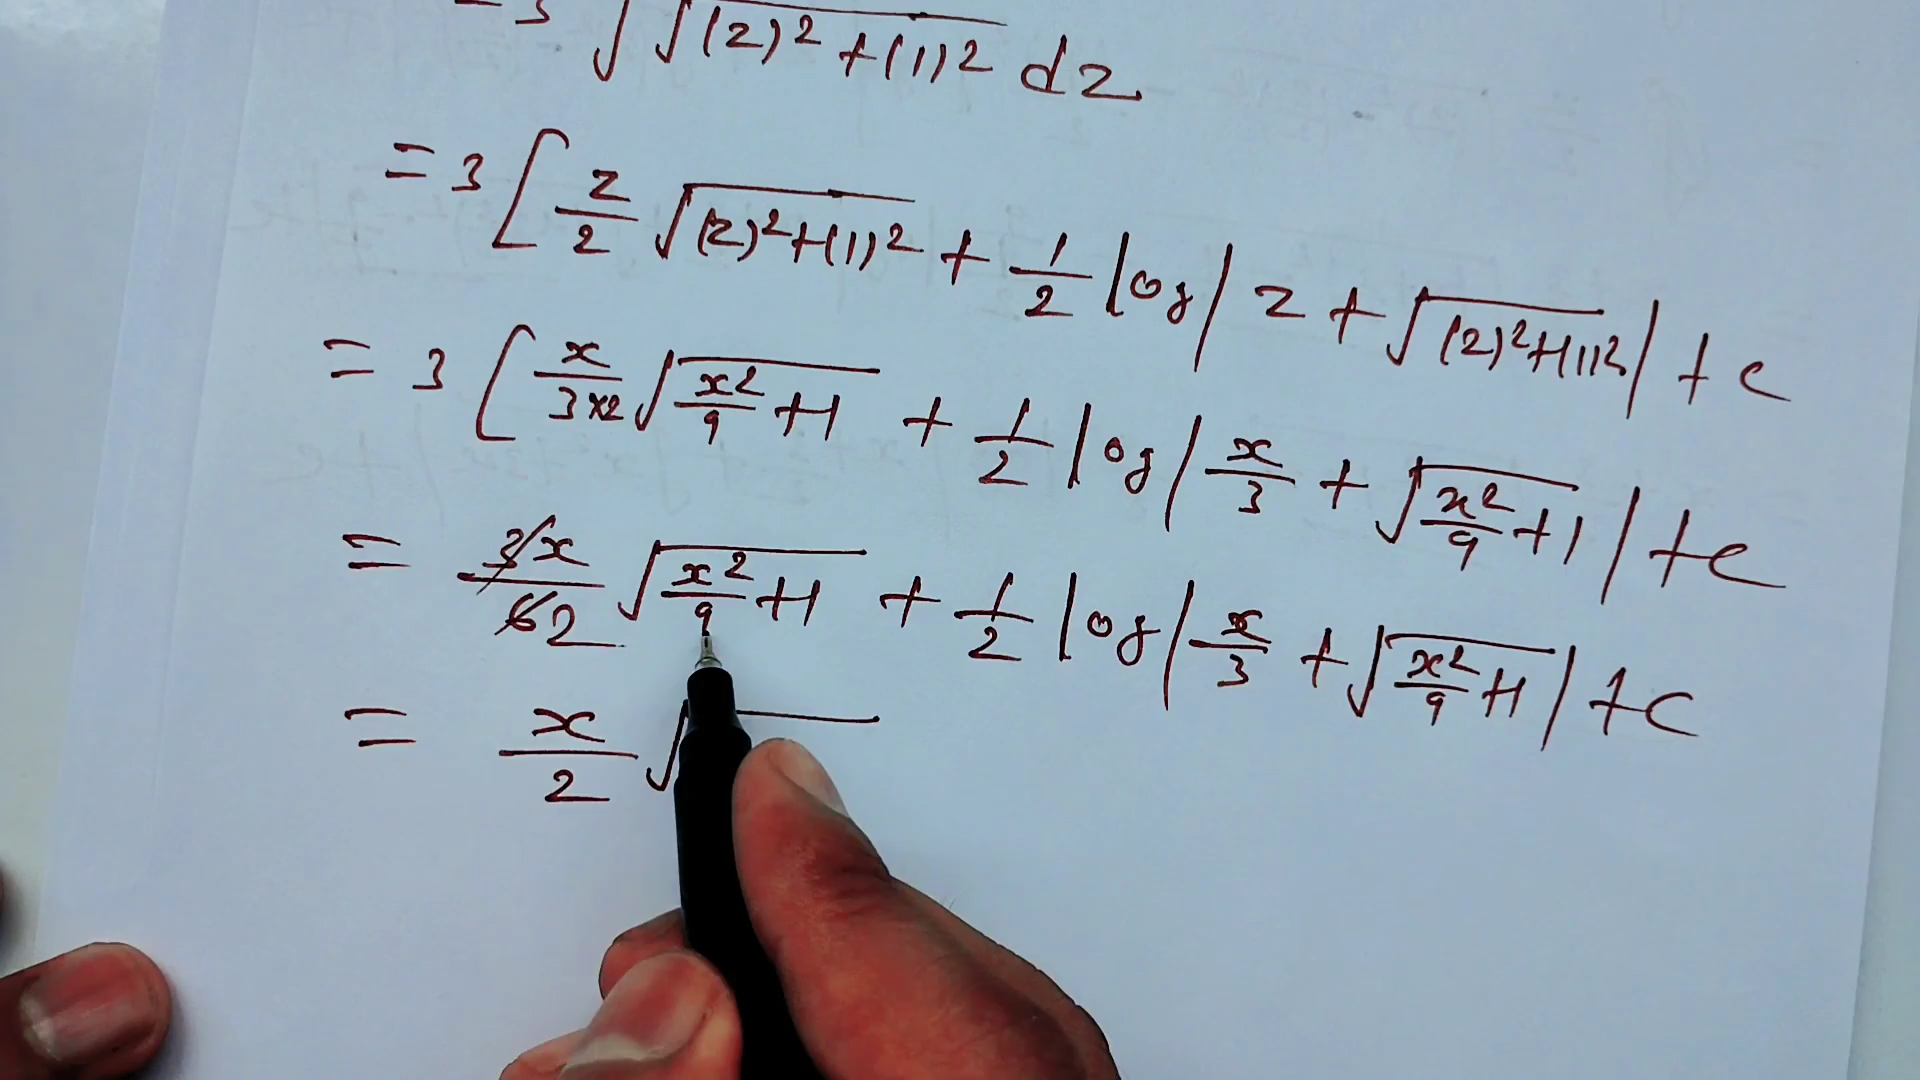 = 3 ∫ √((z)² + (1)²) dz
= 3 [ z/2 √((z)²+(1)²) + 1/2 log | z + √((z)²+(1)²) | + c
= 3 [ x/3×2 √(x²/9 + 1) + 1/2 log | x/3 + √(x²/9 + 1) | + c
= 3x/62 √(x²/9 + 1) + 1/2 log | x/3 + √(x²/9 + 1) | + c
= x/2 √